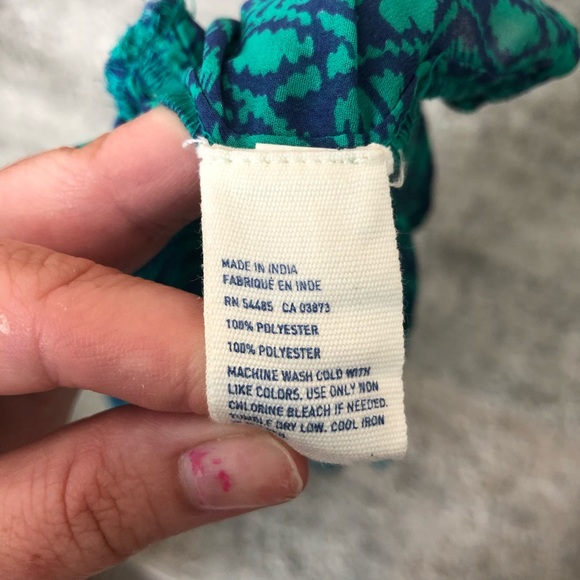 MADE IN INDIA
FABRIQUÉ EN INDE
RN 54485 CA 03873
100% POLYESTER
100% POLYESTER
MACHINE WASH COLD WITH
LIKE COLORS. USE ONLY NON
CHLORINE BLEACH IF NEEDED.
TUMBLE DRY LOW. COOL IRON